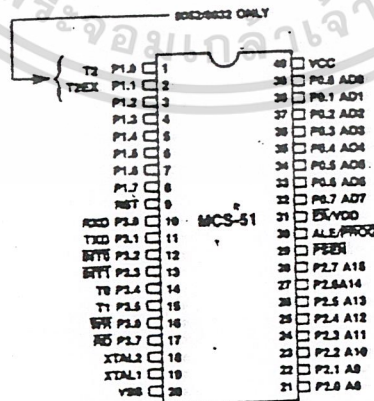 8052/8032 ONLY
T2 P1.0 1
T2EX P1.1 2
P1.2 3
P1.3 4
P1.4 5
P1.5 6
P1.6 7
P1.7 8
RST 9
RXD P3.0 10
TXD P3.1 11
INT0 P3.2 12
INT1 P3.3 13
T0 P3.4 14
T1 P3.5 15
WR P3.6 16
RD P3.7 17
XTAL2 18
XTAL1 19
VSS 20
MCS-51
40 VCC
39 P0.0 AD0
38 P0.1 AD1
37 P0.2 AD2
36 P0.3 AD3
35 P0.4 AD4
34 P0.5 AD5
33 P0.6 AD6
32 P0.7 AD7
31 EA/VDD
30 ALE/PROG
29 PSEN
28 P2.7 A15
27 P2.6A14
26 P2.5 A13
25 P2.4 A12
24 P2.3 A11
23 P2.2 A10
22 P2.1 A9
21 P2.0 A8